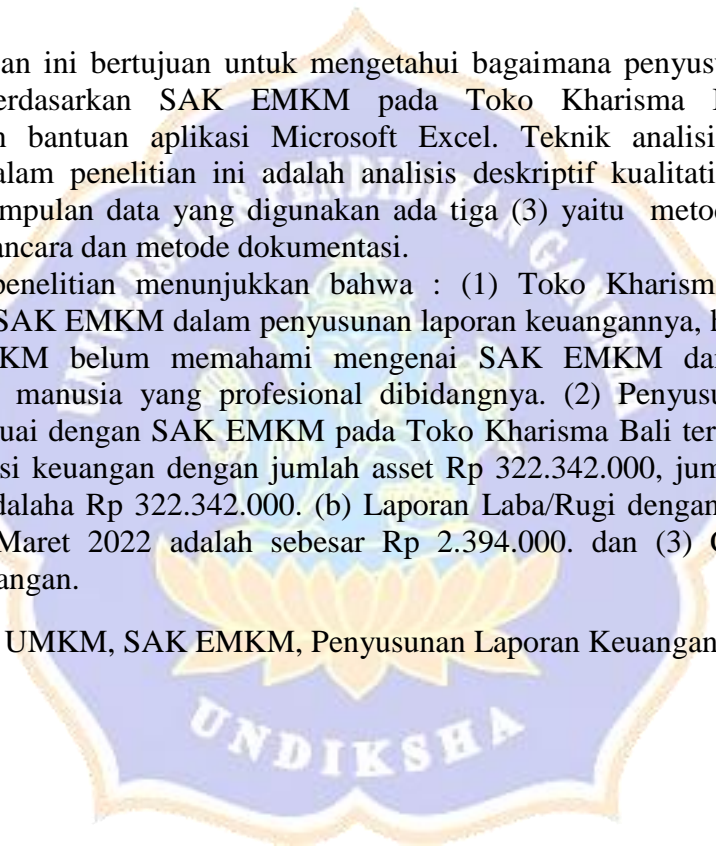 an ini bertujuan untuk mengetahui bagaimana penyus
erdasarkan SAK EMKM pada Toko Kharisma
bantuan aplikasi Microsoft Excel. Teknik analisi
alam penelitian ini adalah analisis deskriptif kualitati
mpulan data yang digunakan ada tiga (3) yaitu metod
ancara dan metode dokumentasi.
penelitian menunjukkan bahwa : (1) Toko Kharism
SAK EMKM dalam penyusunan laporan keuangannya, h
KM belum memahami mengenai SAK EMKM dan
manusia yang profesional dibidangnya. (2) Penyusu
uai dengan SAK EMKM pada Toko Kharisma Bali ter
si keuangan dengan jumlah asset Rp 322.342.000, jum
dalaha Rp 322.342.000. (b) Laporan Laba/Rugi dengan
Maret 2022 adalah sebesar Rp 2.394.000. dan (3) C
angan.
UMKM, SAK EMKM, Penyusunan Laporan Keuangan
UNIVERSITAS PENDIDIKAN GANESHA
UNDIKSHA